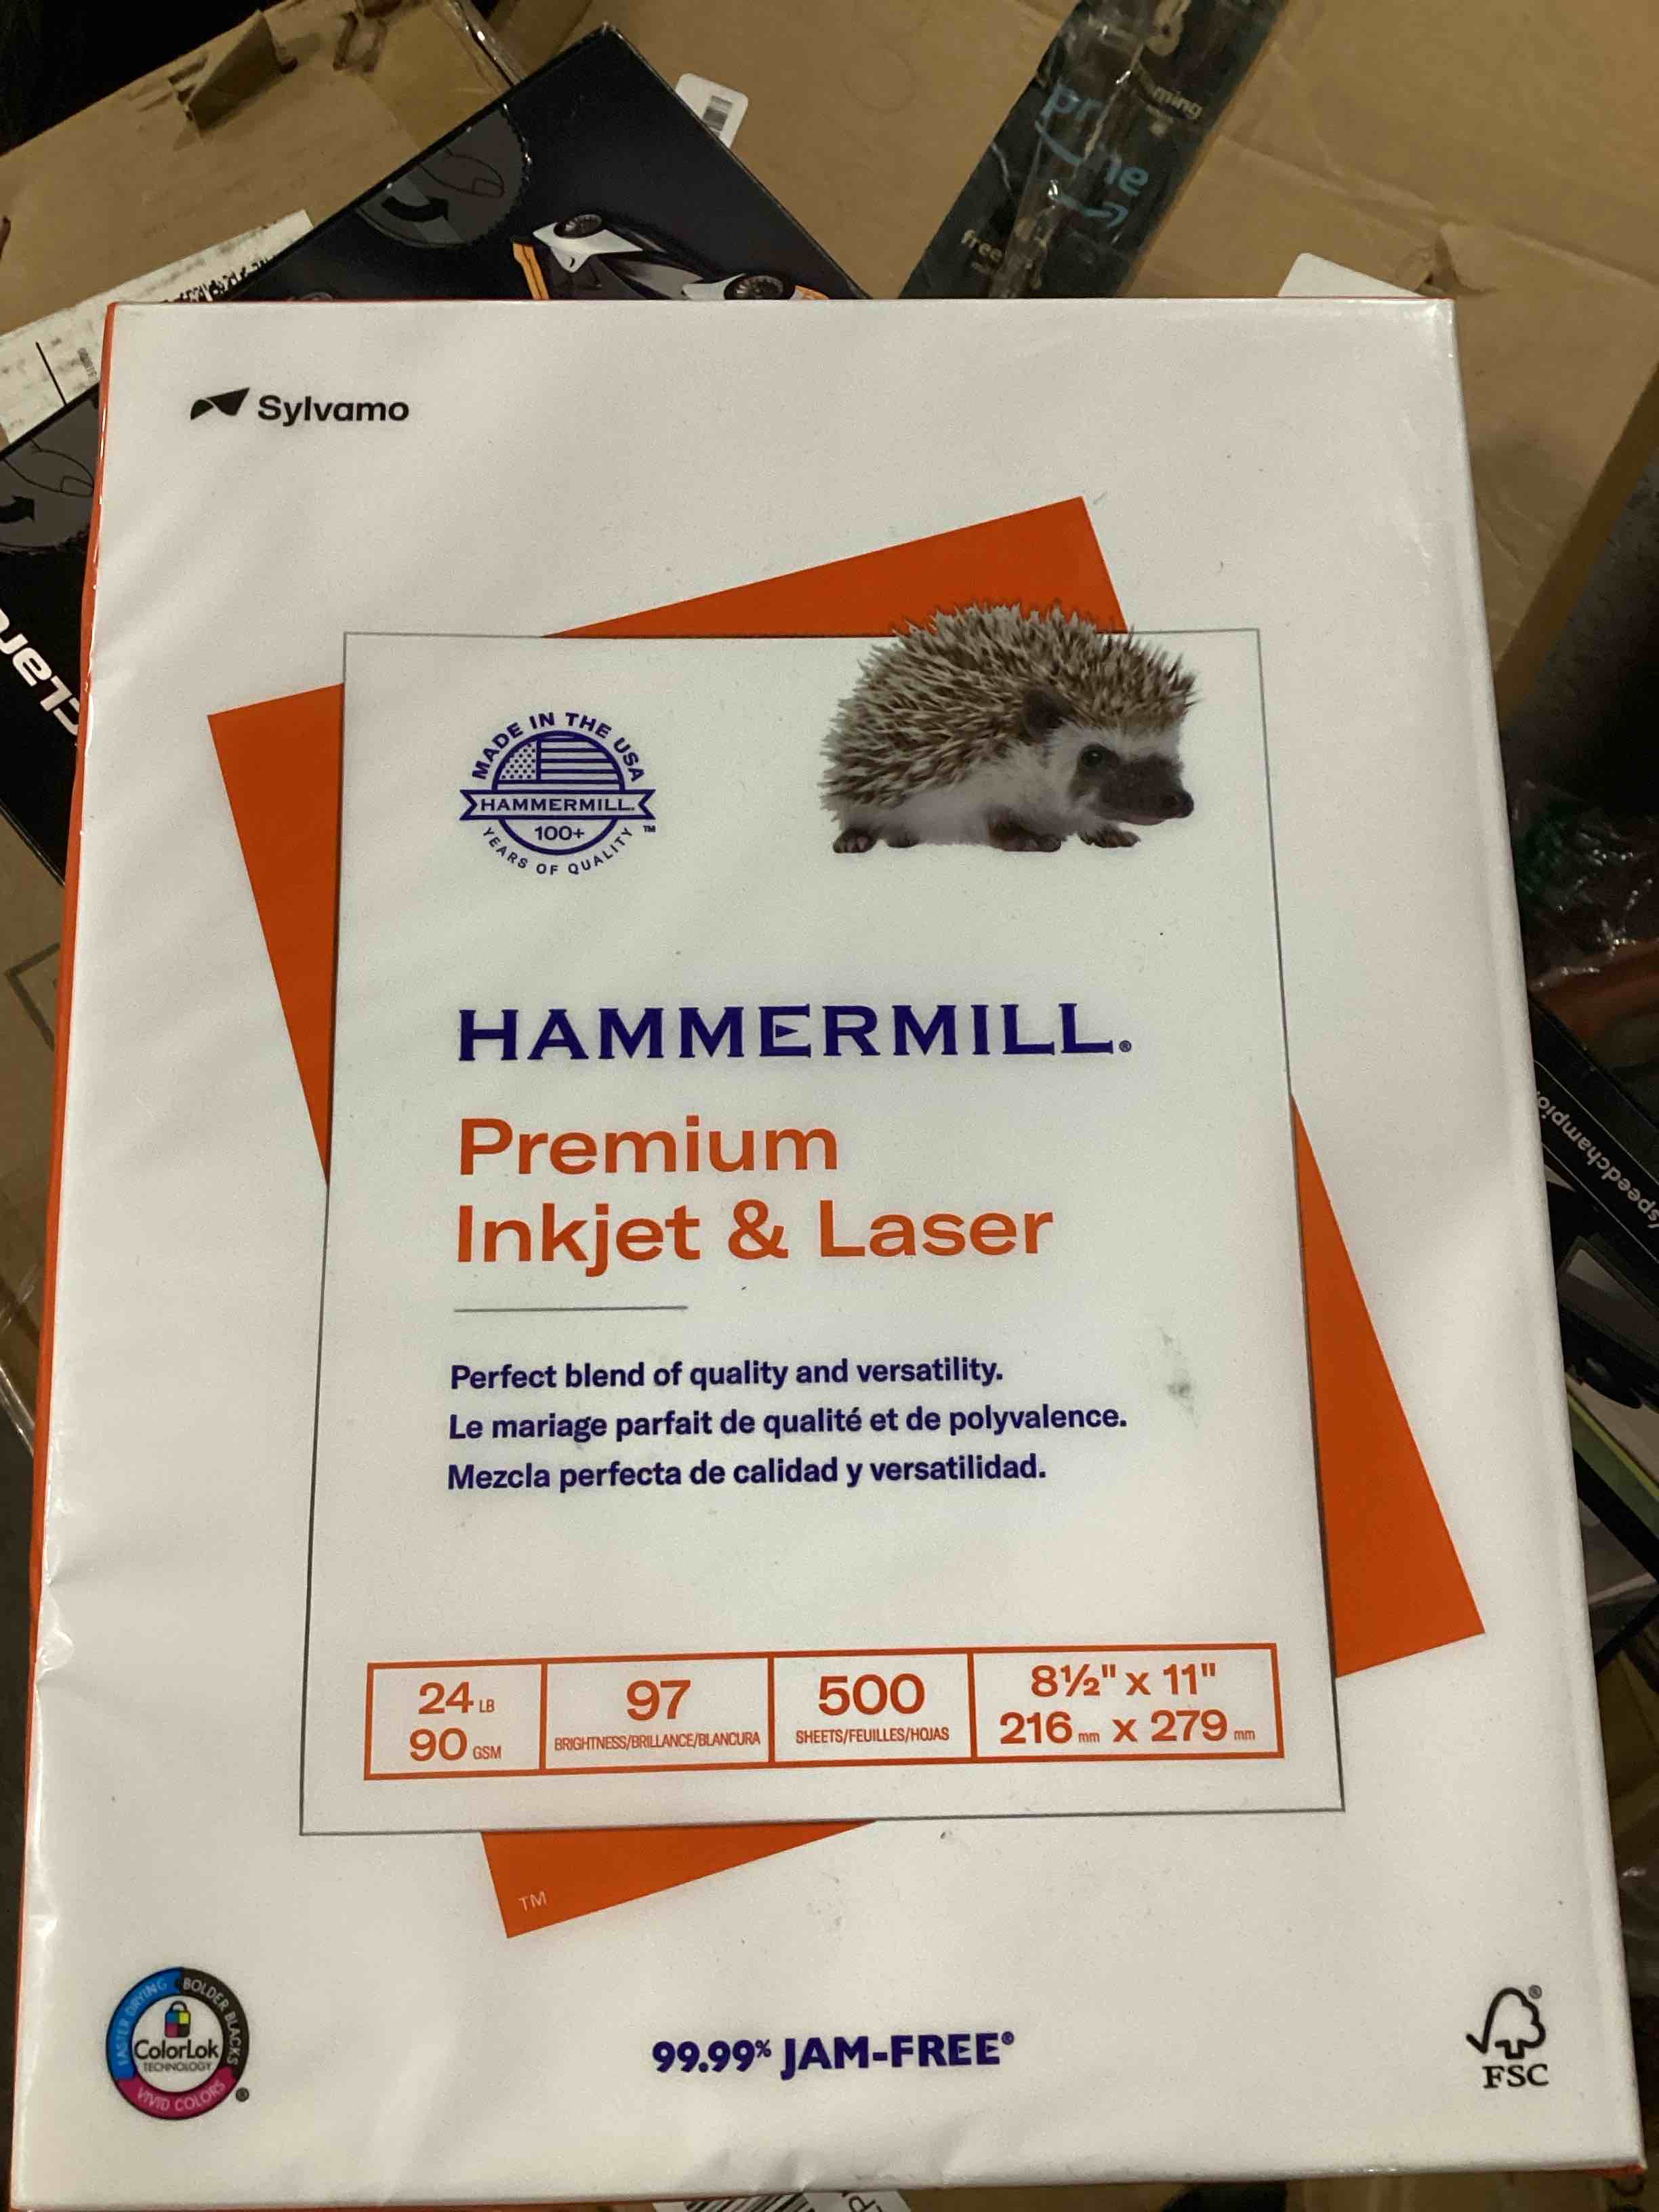 prime
free
Sylvamo
MADE IN THE USA
HAMMERMILL.
100+
YEARS OF QUALITY
TM
HAMMERMILL®
Premium
Inkjet & Laser
Perfect blend of quality and versatility.
Le mariage parfait de qualité et de polyvalence.
Mezcla perfecta de calidad y versatilidad.
24 LB
90 GSM
97
BRIGHTNESS/BRILLANCE/BLANCURA
500
SHEETS/FEUILLES/HOJAS
8½" x 11"
216 mm x 279 mm
TM
FASTER DRYING BOLDER BLACKS
ColorLok
TECHNOLOGY
VIVID COLORS ®
99.99% JAM-FREE®
®
FSC